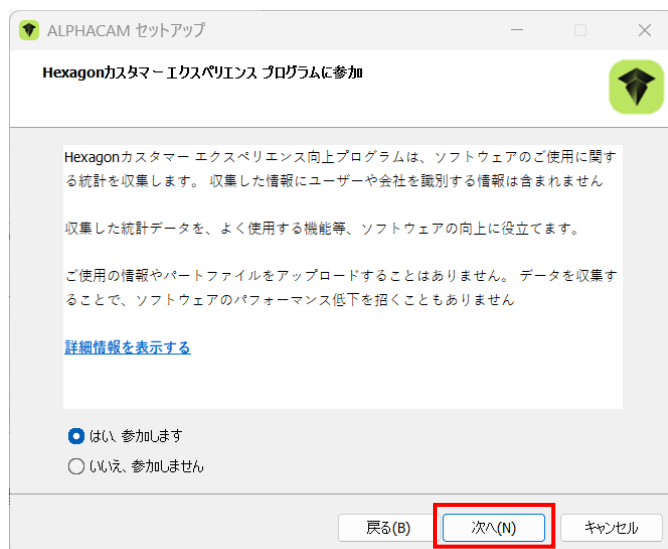 ALPHACAM セットアップ
Hexagonカスタマー エクスペリエンス プログラムに参加
Hexagonカスタマー エクスペリエンス向上プログラムは、ソフトウェアのご使用に関す
る統計を収集します。 収集した情報にユーザーや会社を識別する情報は含まれません
収集した統計データを、よく使用する機能等、ソフトウェアの向上に役立てます。
ご使用の情報やパートファイルをアップロードすることはありません。 データを収集す
ることで、ソフトウェアのパフォーマンス低下を招くこともありません
詳細情報を表示する
はい、参加します
いいえ、参加しません
戻る(B)
次へ(N)
キャンセル